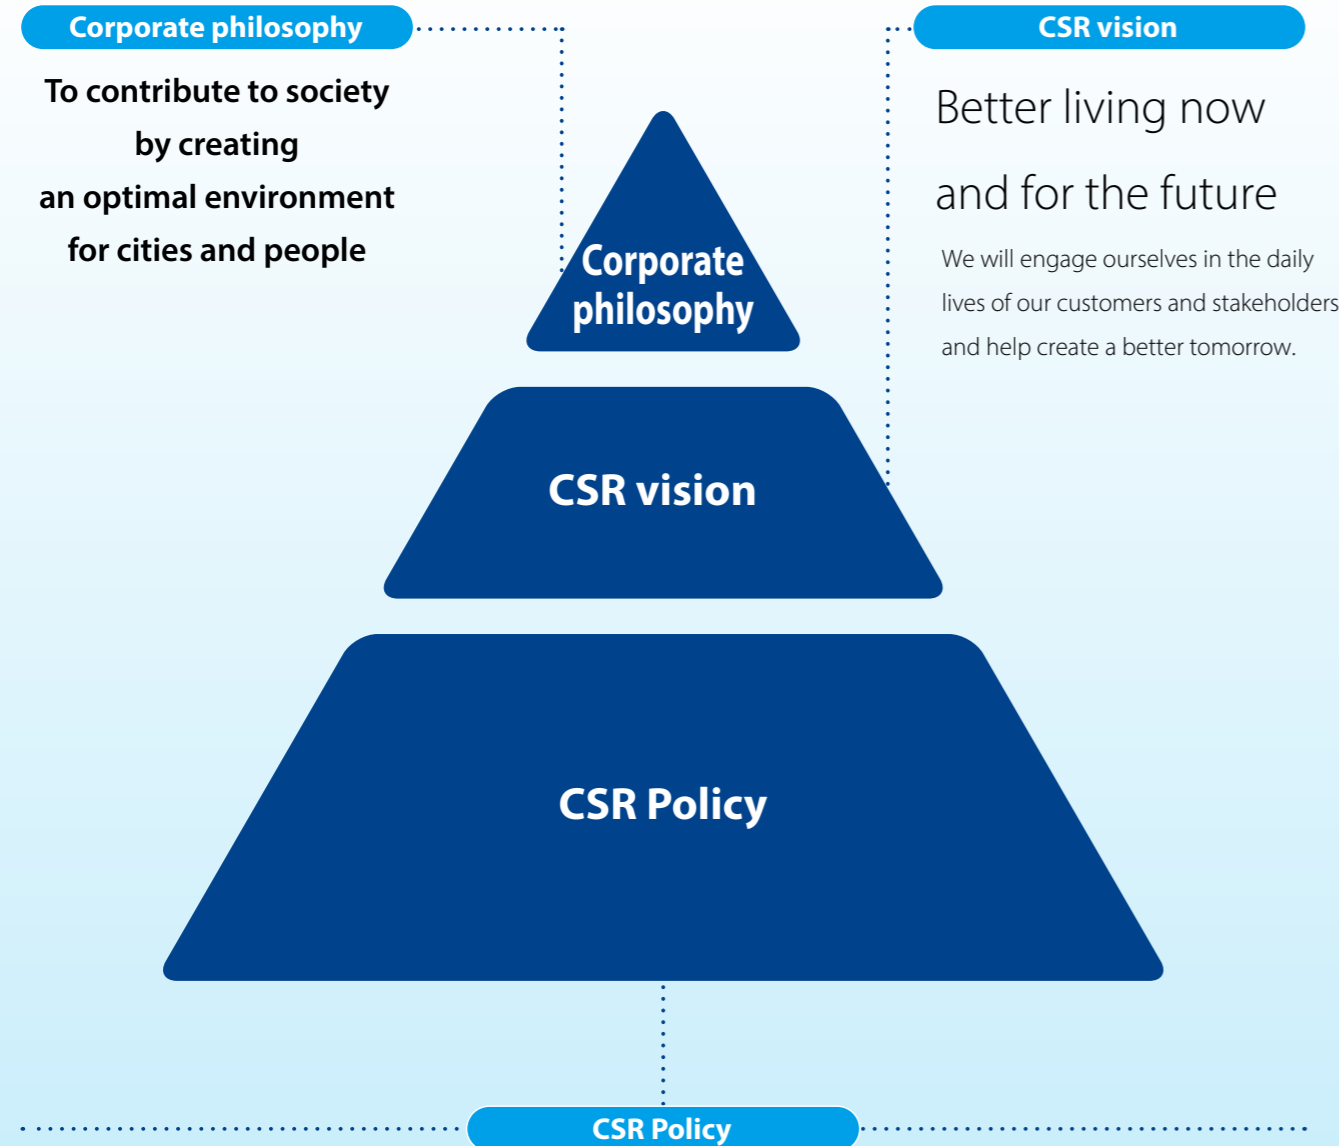 Corporate philosophy
To contribute to society
by creating
an optimal environment
for cities and people
CSR vision
Better living now
and for the future
We will engage ourselves in the daily
lives of our customers and stakeholders
and help create a better tomorrow.
Corporate
philosophy
CSR vision
CSR Policy
CSR Policy